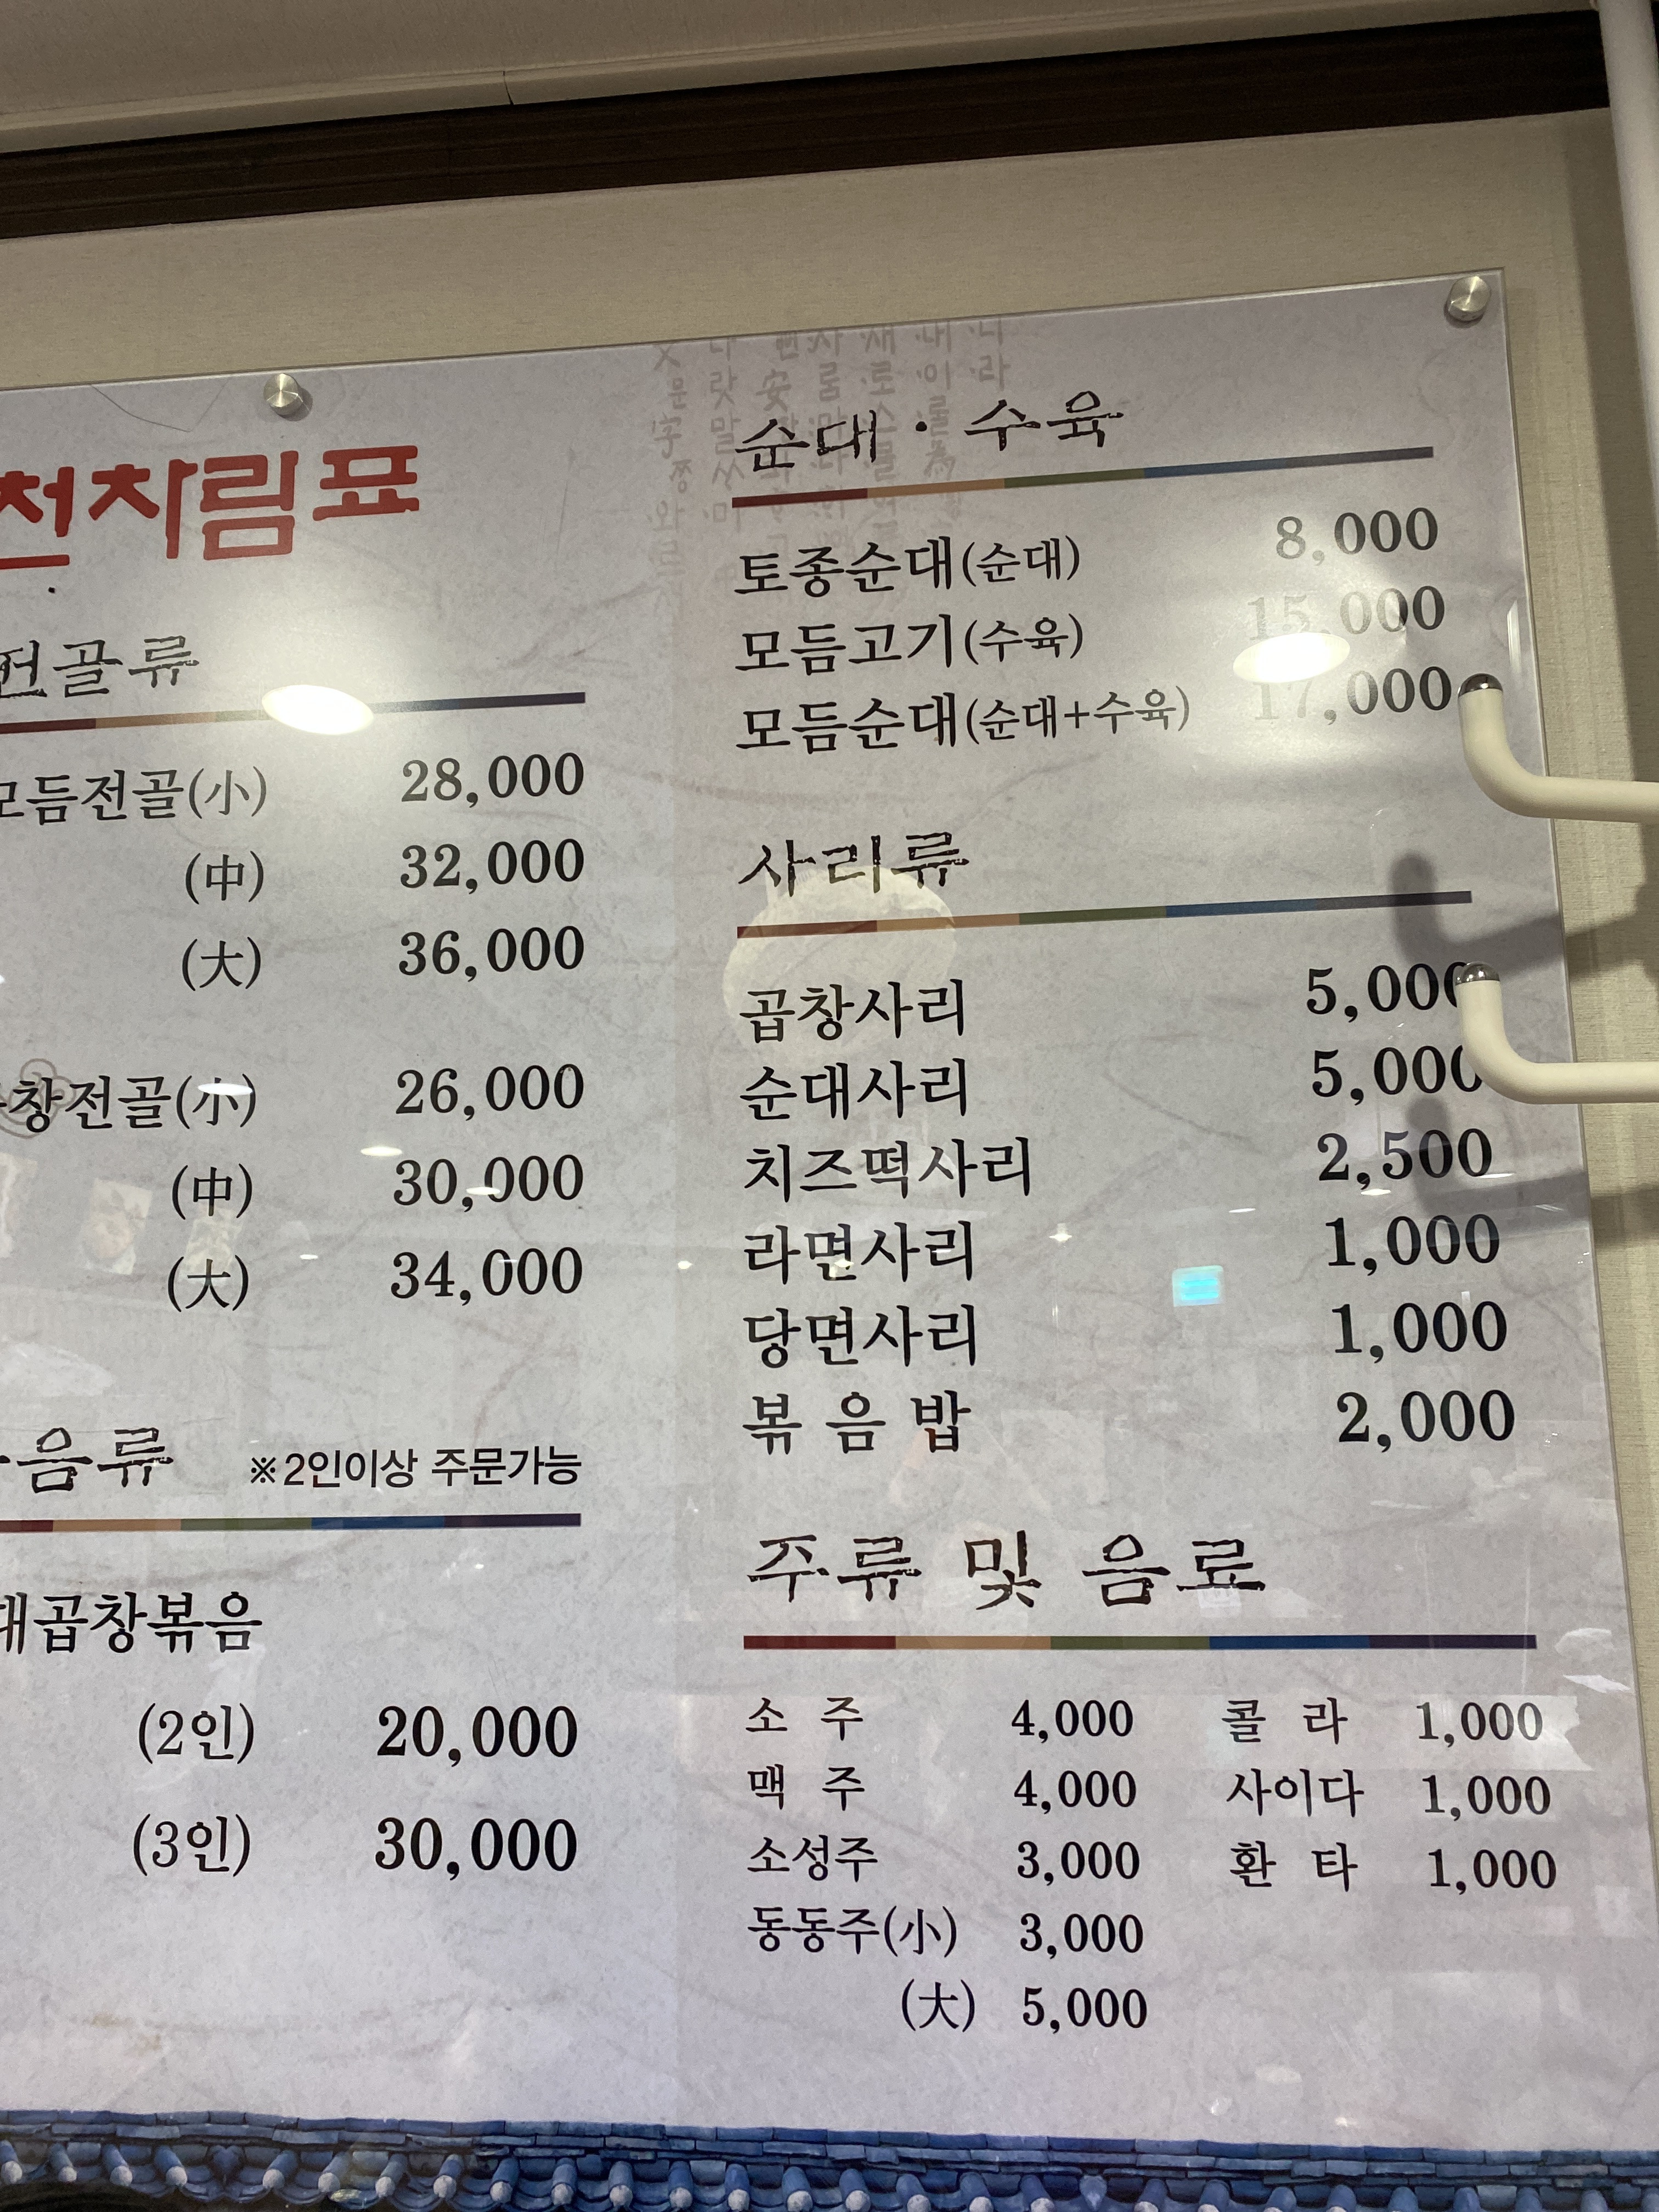 천차림표
전골류
모듬전골(小) 28,000
(中) 32,000
(大) 36,000
창전골(小) 26,000
(中) 30,000
(大) 34,000
음류 ※2인이상 주문가능
대곱창볶음
(2인) 20,000
(3인) 30,000
순대·수육
토종순대(순대) 8,000
모듬고기(수육) 15,000
모듬순대(순대+수육) 17,000
사리류
곱창사리 5,000
순대사리 5,000
치즈떡사리 2,500
라면사리 1,000
당면사리 1,000
볶음밥 2,000
주류 및 음료
소주 4,000 콜라 1,000
맥주 4,000 사이다 1,000
소성주 3,000 환타 1,000
동동주(小) 3,000
(大) 5,000